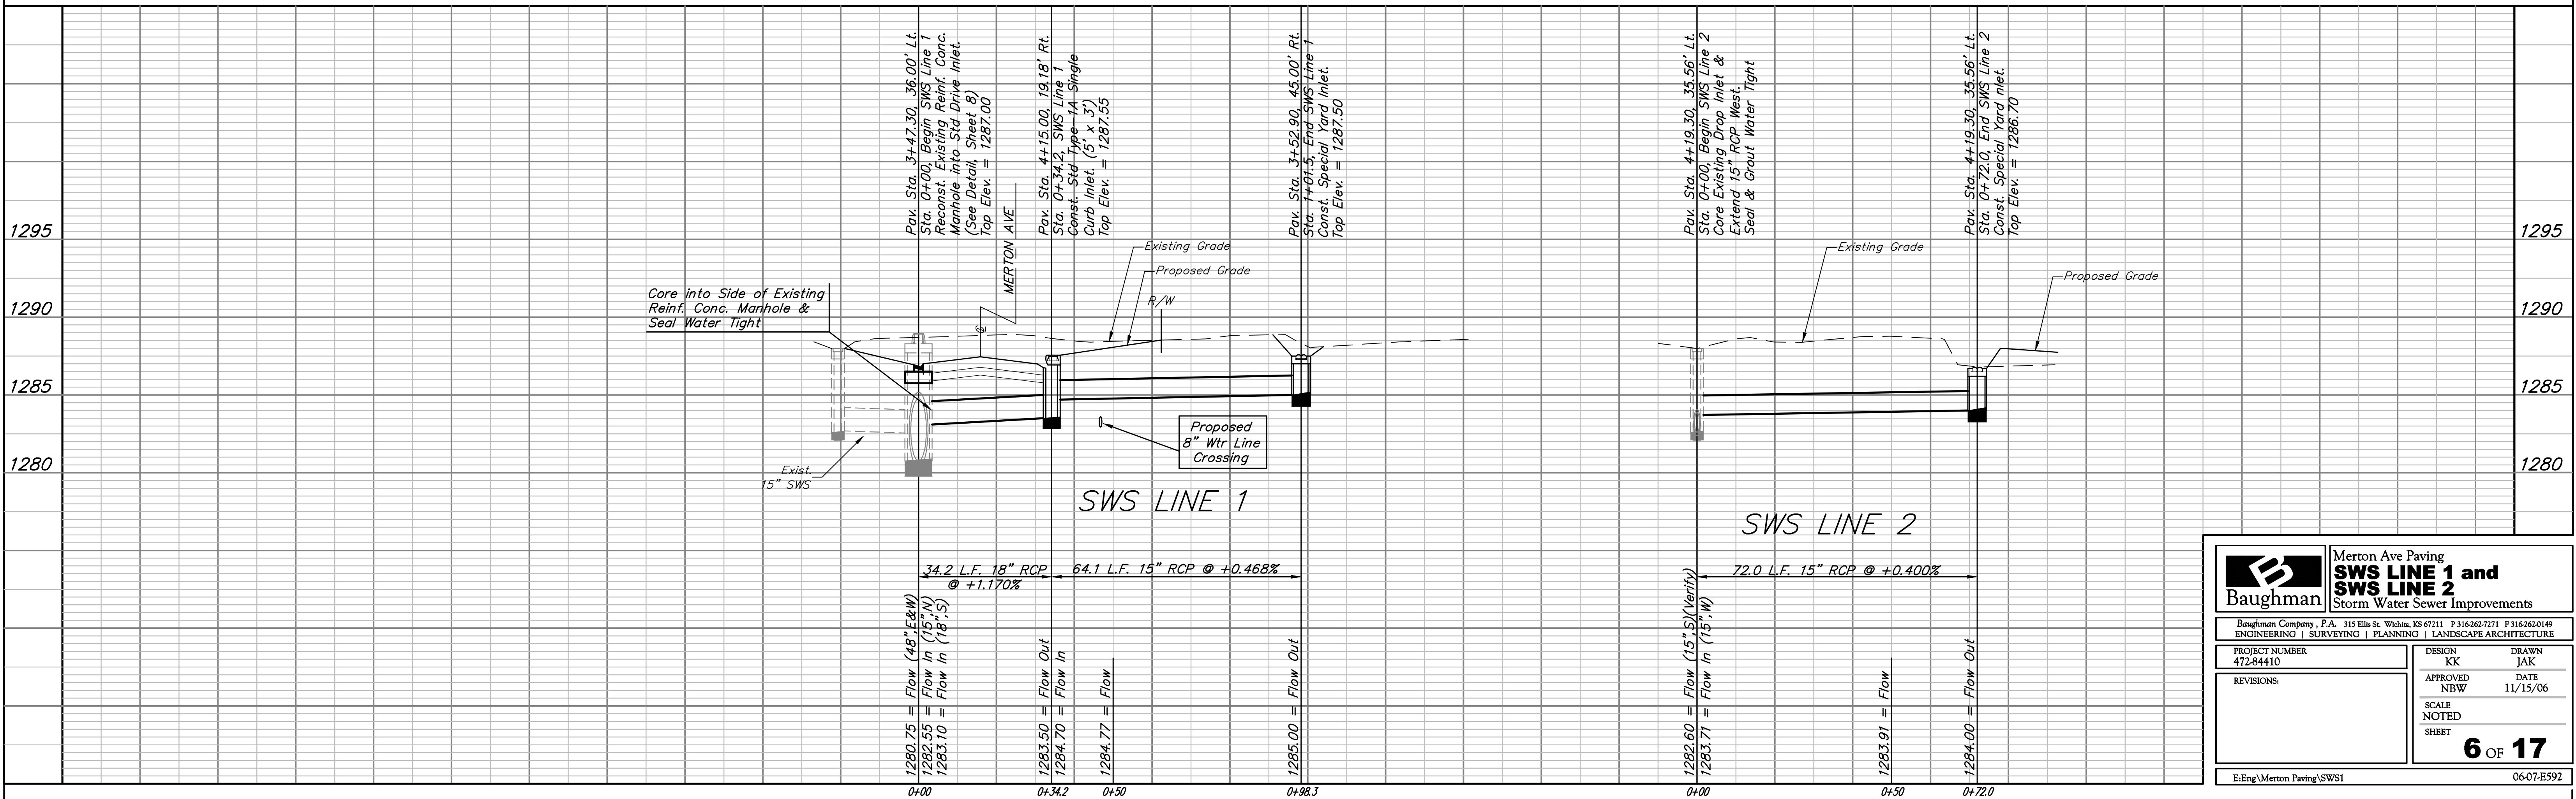 Pav. Sta. 3+47.30, 36.00' Lt.
Sta. 0+00, Begin SWS Line 1
Reconst. Existing Reinf. Conc.
Manhole into Std Drive Inlet.
(See Detail, Sheet 8)
Top Elev. = 1287.00
MERTON AVE
Pav. Sta. 4+15.00, 19.18' Rt.
Sta. 0+34.2, SWS Line 1
Const. Std Type-1A Single
Curb Inlet. (5' x 3')
Top Elev. = 1287.55
Pav. Sta. 3+52.90, 45.00' Rt.
Sta. 1+01.5, End SWS Line 1
Const. Special Yard Inlet.
Top Elev. = 1287.50
Pav. Sta. 4+19.30, 35.56' Lt.
Sta. 0+00, Begin SWS Line 2
Core Existing Drop Inlet &
Extend 15" RCP West.
Seal & Grout Water Tight
Pav. Sta. 4+19.30, 35.56' Lt.
Sta. 0+72.0, End SWS Line 2
Const. Special Yard nlet.
Top Elev. = 1286.70
1295
1290
1285
1280
1295
1290
1285
1280
Existing Grade
Proposed Grade
R/W
Core into Side of Existing
Reinf. Conc. Manhole &
Seal Water Tight
Exist.
15" SWS
Proposed
8" Wtr Line
Crossing
Existing Grade
Proposed Grade
SWS LINE 1
SWS LINE 2
34.2 L.F. 18" RCP
@ +1.170%
64.1 L.F. 15" RCP @ +0.468%
72.0 L.F. 15" RCP @ +0.400%
1280.75 = Flow (48",E&W)
1282.55 = Flow In (15",N)
1283.10 = Flow In (18",S)
1283.50 = Flow Out
1284.70 = Flow In
1284.77 = Flow
1285.00 = Flow Out
1282.60 = Flow (15",S)(Verify)
1283.71 = Flow In (15",W)
1283.91 = Flow
1284.00 = Flow Out
0+00
0+34.2
0+50
0+98.3
0+00
0+50
0+72.0
B
Baughman
Merton Ave Paving
SWS LINE 1 and
SWS LINE 2
Storm Water Sewer Improvements
Baughman Company, P.A. 315 Ellis St. Wichita, KS 67211 P 316-262-7271 F 316-262-0149
ENGINEERING | SURVEYING | PLANNING | LANDSCAPE ARCHITECTURE
PROJECT NUMBER
472-84410
REVISIONS:
DESIGN
KK
DRAWN
JAK
APPROVED
NBW
DATE
11/15/06
SCALE
NOTED
SHEET
6 OF 17
E:Eng\Merton Paving\SWS1
06-07-E592